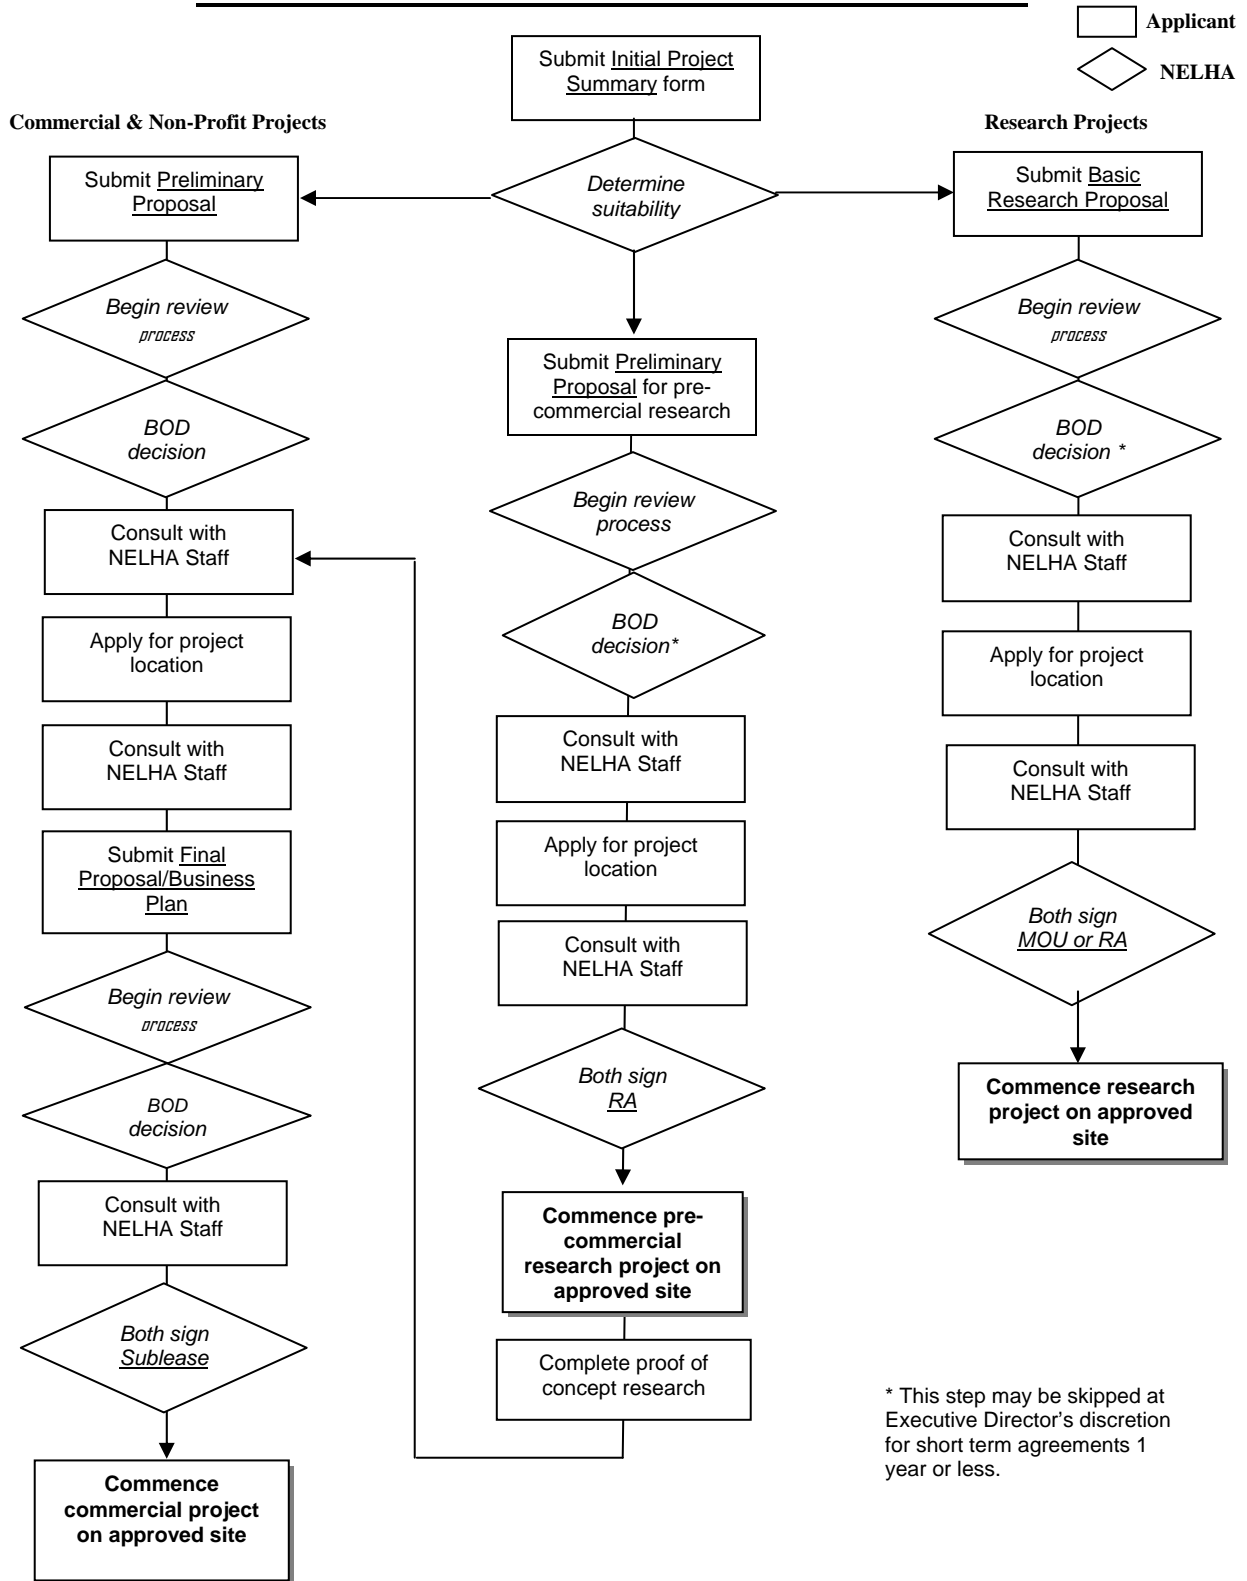 Applicant
NELHA
Submit Initial Project
Summary form
Commercial & Non-Profit Projects
Research Projects
Determine
suitability
Submit Preliminary
Proposal
Begin review
process
BOD
decision
Consult with
NELHA Staff
Apply for project
location
Consult with
NELHA Staff
Submit Final
Proposal/Business
Plan
Begin review
process
BOD
decision
Consult with
NELHA Staff
Both sign
Sublease
Commence
commercial project
on approved site
Submit Preliminary
Proposal for pre-
commercial research
Begin review
process
BOD
decision*
Consult with
NELHA Staff
Apply for project
location
Consult with
NELHA Staff
Both sign
RA
Commence pre-
commercial
research project on
approved site
Complete proof of
concept research
Submit Basic
Research Proposal
Begin review
process
BOD
decision *
Consult with
NELHA Staff
Apply for project
location
Consult with
NELHA Staff
Both sign
MOU or RA
Commence research
project on approved
site
* This step may be skipped at
Executive Director's discretion
for short term agreements 1
year or less.